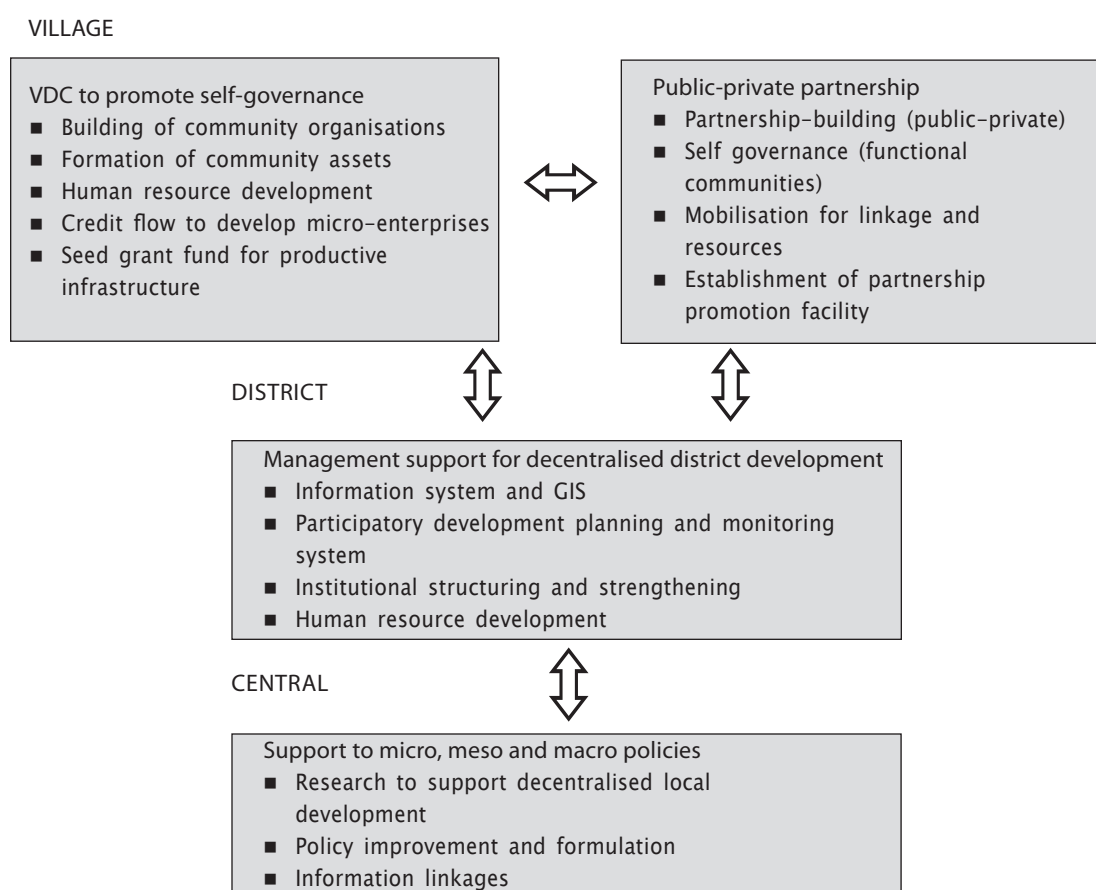 VILLAGE
VDC to promote self-governance
■ Building of community organisations
■ Formation of community assets
■ Human resource development
■ Credit flow to develop micro-enterprises
■ Seed grant fund for productive
infrastructure
Public-private partnership
■ Partnership-building (public-private)
■ Self governance (functional
communities)
■ Mobilisation for linkage and
resources
■ Establishment of partnership
promotion facility
DISTRICT
Management support for decentralised district development
■ Information system and GIS
■ Participatory development planning and monitoring
system
■ Institutional structuring and strengthening
■ Human resource development
CENTRAL
Support to micro, meso and macro policies
■ Research to support decentralised local
development
■ Policy improvement and formulation
■ Information linkages